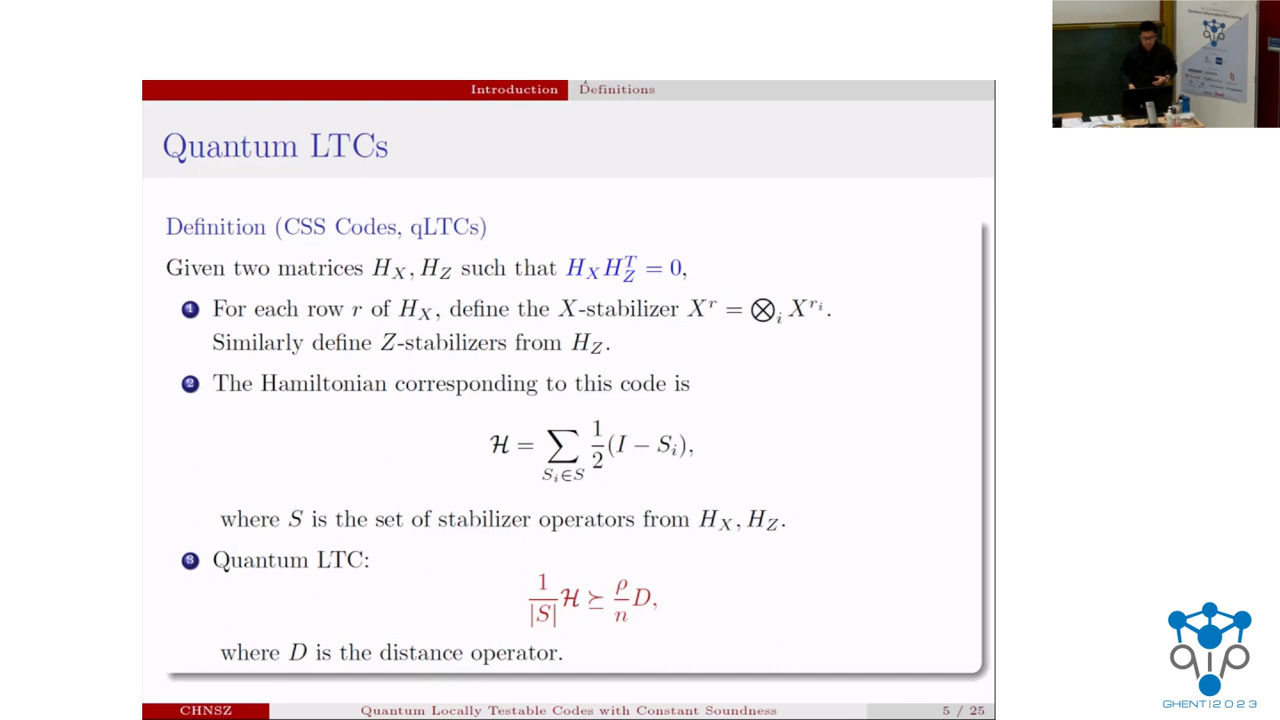 Introduction Definitions
Quantum LTCs
Definition (CSS Codes, qLTCs)
Given two matrices H_X, H_Z such that H_X H_Z^T = 0,
1 For each row r of H_X, define the X-stabilizer X^r = ⊗_i X^{r_i}.
Similarly define Z-stabilizers from H_Z.
2 The Hamiltonian corresponding to this code is
ℋ = ∑_{S_i∈S} 1/2 (I − S_i),
where S is the set of stabilizer operators from H_X, H_Z.
3 Quantum LTC:
1/|S| ℋ ⪰ ρ/n D,
where D is the distance operator.
CHNSZ Quantum Locally Testable Codes with Constant Soundness 5 / 25
qip
GHENT|2023